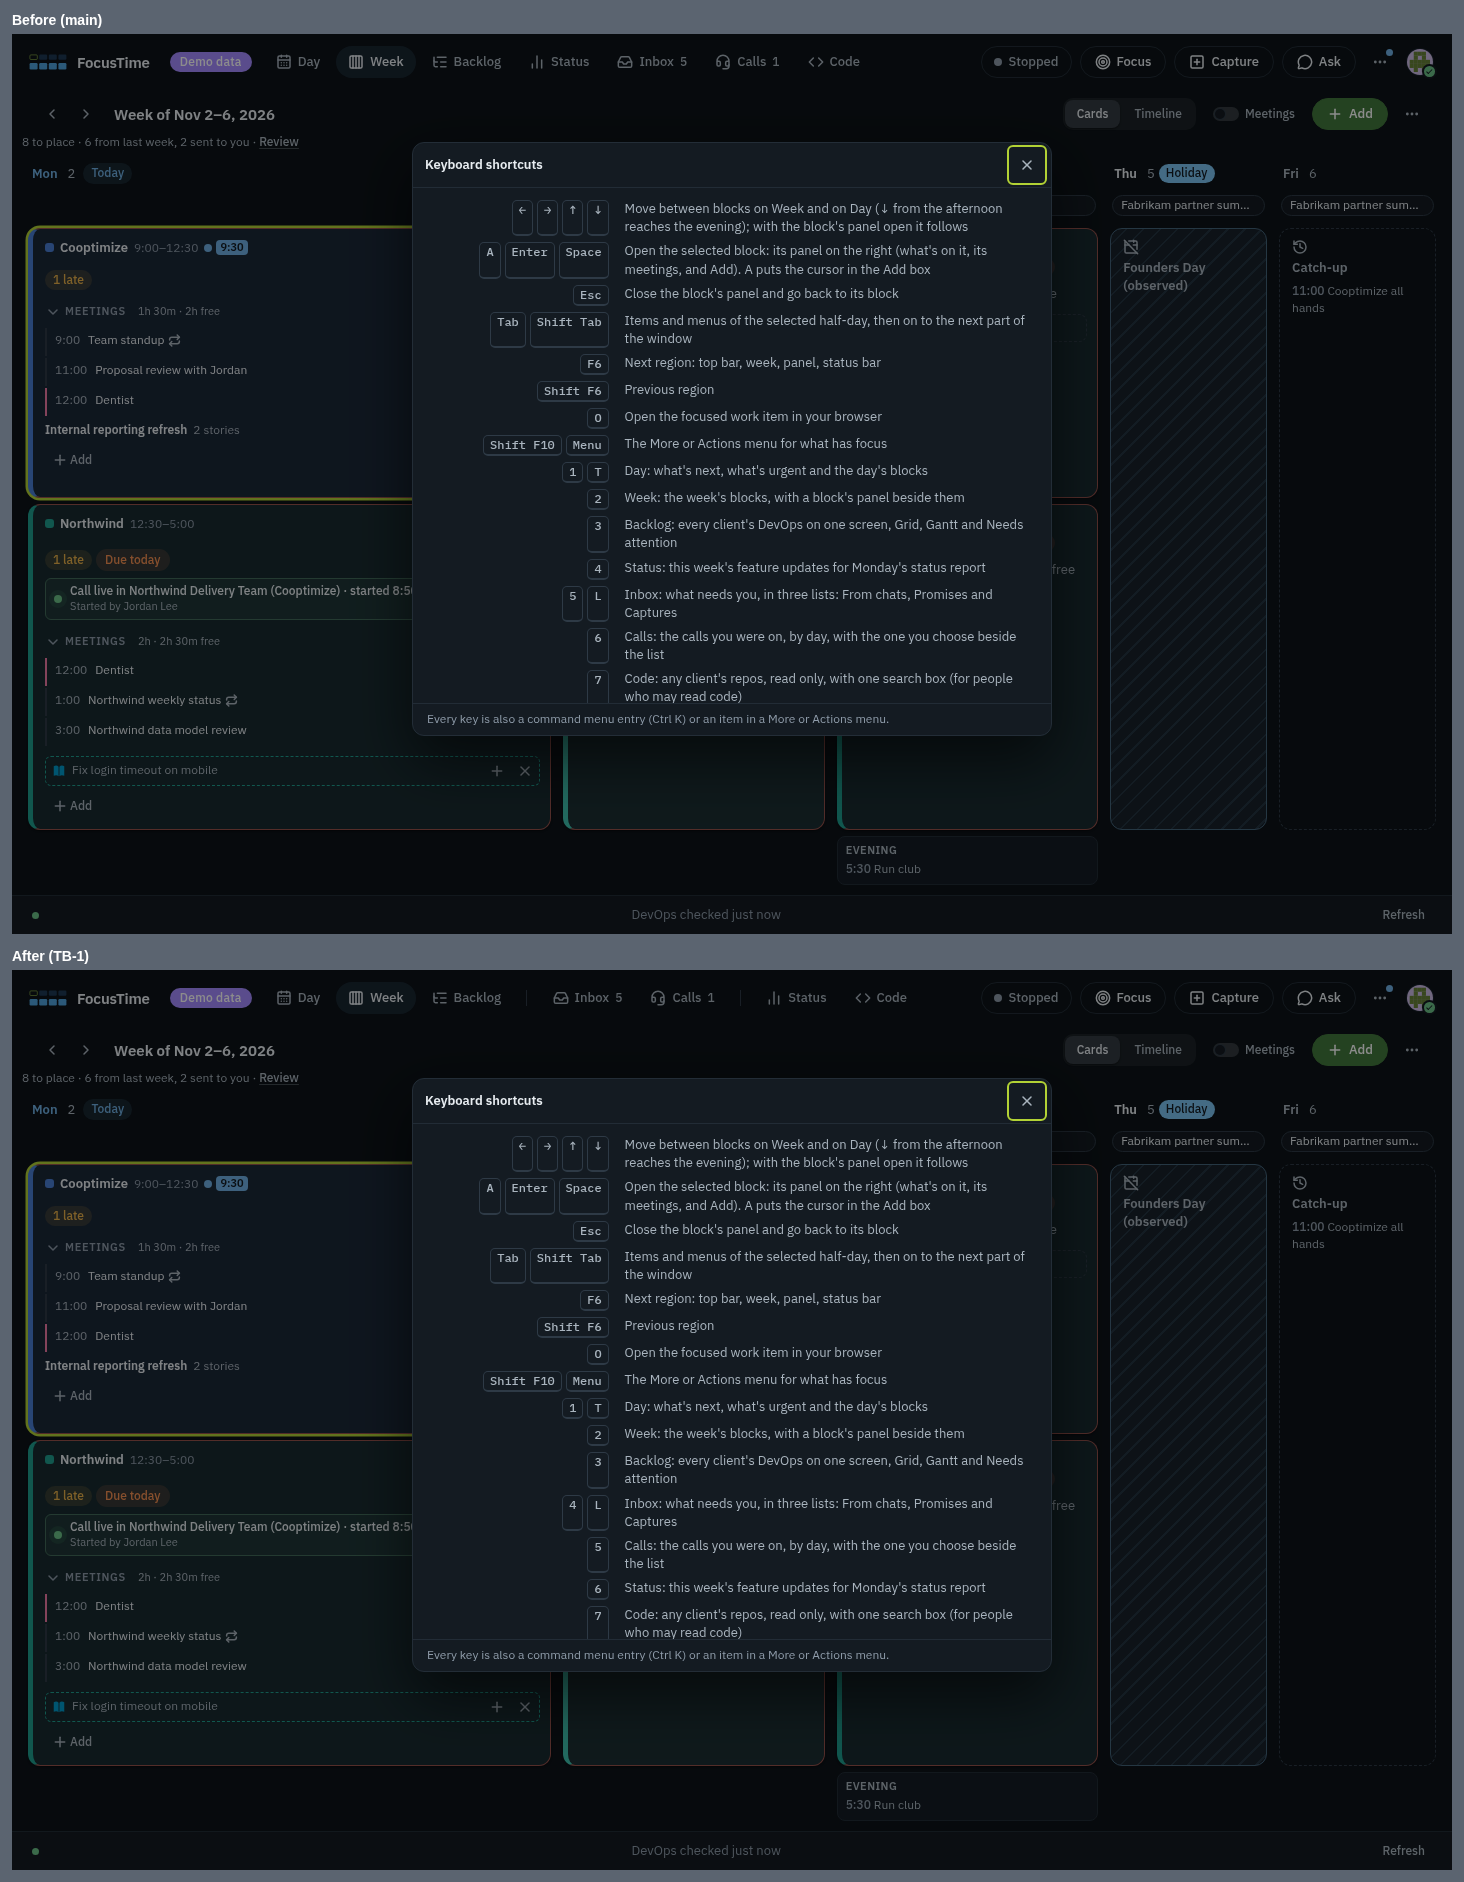 Before (main)
FocusTime Demo data Day Week Backlog Status Inbox 5 Calls 1 Code Stopped Focus Capture Ask
Week of Nov 2–6, 2026 Cards Timeline Meetings Add
8 to place · 6 from last week, 2 sent to you · Review
Mon 2 Today Thu 5 Holiday Fri 6
Fabrikam partner sum... Fabrikam partner sum...
Cooptimize 9:00–12:30 9:30
1 late
MEETINGS 1h 30m · 2h free
9:00 Team standup
11:00 Proposal review with Jordan
12:00 Dentist
Internal reporting refresh 2 stories
Add
Northwind 12:30–5:00
1 late Due today
Call live in Northwind Delivery Team (Cooptimize) · started 8:5
Started by Jordan Lee
MEETINGS 2h · 2h 30m free
12:00 Dentist
1:00 Northwind weekly status
3:00 Northwind data model review
Fix login timeout on mobile
Add
Keyboard shortcuts
← → ↑ ↓ Move between blocks on Week and on Day (↓ from the afternoon
reaches the evening); with the block's panel open it follows
A Enter Space Open the selected block: its panel on the right (what's on it, its
meetings, and Add). A puts the cursor in the Add box
Esc Close the block's panel and go back to its block
Tab Shift Tab Items and menus of the selected half-day, then on to the next part of
the window
F6 Next region: top bar, week, panel, status bar
Shift F6 Previous region
O Open the focused work item in your browser
Shift F10 Menu The More or Actions menu for what has focus
1 T Day: what's next, what's urgent and the day's blocks
2 Week: the week's blocks, with a block's panel beside them
3 Backlog: every client's DevOps on one screen, Grid, Gantt and Needs
attention
4 Status: this week's feature updates for Monday's status report
5 L Inbox: what needs you, in three lists: From chats, Promises and
Captures
6 Calls: the calls you were on, by day, with the one you choose beside
the list
7 Code: any client's repos, read only, with one search box (for people
who may read code)
Every key is also a command menu entry (Ctrl K) or an item in a More or Actions menu.
e
free
Founders Day
(observed)
Catch-up
11:00 Cooptimize all
hands
EVENING
5:30 Run club
DevOps checked just now Refresh
After (TB-1)
FocusTime Demo data Day Week Backlog Inbox 5 Calls 1 Status Code Stopped Focus Capture Ask
Week of Nov 2–6, 2026 Cards Timeline Meetings Add
8 to place · 6 from last week, 2 sent to you · Review
Mon 2 Today Thu 5 Holiday Fri 6
Fabrikam partner sum... Fabrikam partner sum...
Cooptimize 9:00–12:30 9:30
1 late
MEETINGS 1h 30m · 2h free
9:00 Team standup
11:00 Proposal review with Jordan
12:00 Dentist
Internal reporting refresh 2 stories
Add
Northwind 12:30–5:00
1 late Due today
Call live in Northwind Delivery Team (Cooptimize) · started 8:5
Started by Jordan Lee
MEETINGS 2h · 2h 30m free
12:00 Dentist
1:00 Northwind weekly status
3:00 Northwind data model review
Fix login timeout on mobile
Add
Keyboard shortcuts
← → ↑ ↓ Move between blocks on Week and on Day (↓ from the afternoon
reaches the evening); with the block's panel open it follows
A Enter Space Open the selected block: its panel on the right (what's on it, its
meetings, and Add). A puts the cursor in the Add box
Esc Close the block's panel and go back to its block
Tab Shift Tab Items and menus of the selected half-day, then on to the next part of
the window
F6 Next region: top bar, week, panel, status bar
Shift F6 Previous region
O Open the focused work item in your browser
Shift F10 Menu The More or Actions menu for what has focus
1 T Day: what's next, what's urgent and the day's blocks
2 Week: the week's blocks, with a block's panel beside them
3 Backlog: every client's DevOps on one screen, Grid, Gantt and Needs
attention
4 L Inbox: what needs you, in three lists: From chats, Promises and
Captures
5 Calls: the calls you were on, by day, with the one you choose beside
the list
6 Status: this week's feature updates for Monday's status report
7 Code: any client's repos, read only, with one search box (for people
who may read code)
Every key is also a command menu entry (Ctrl K) or an item in a More or Actions menu.
e
free
Founders Day
(observed)
Catch-up
11:00 Cooptimize all
hands
EVENING
5:30 Run club
DevOps checked just now Refresh